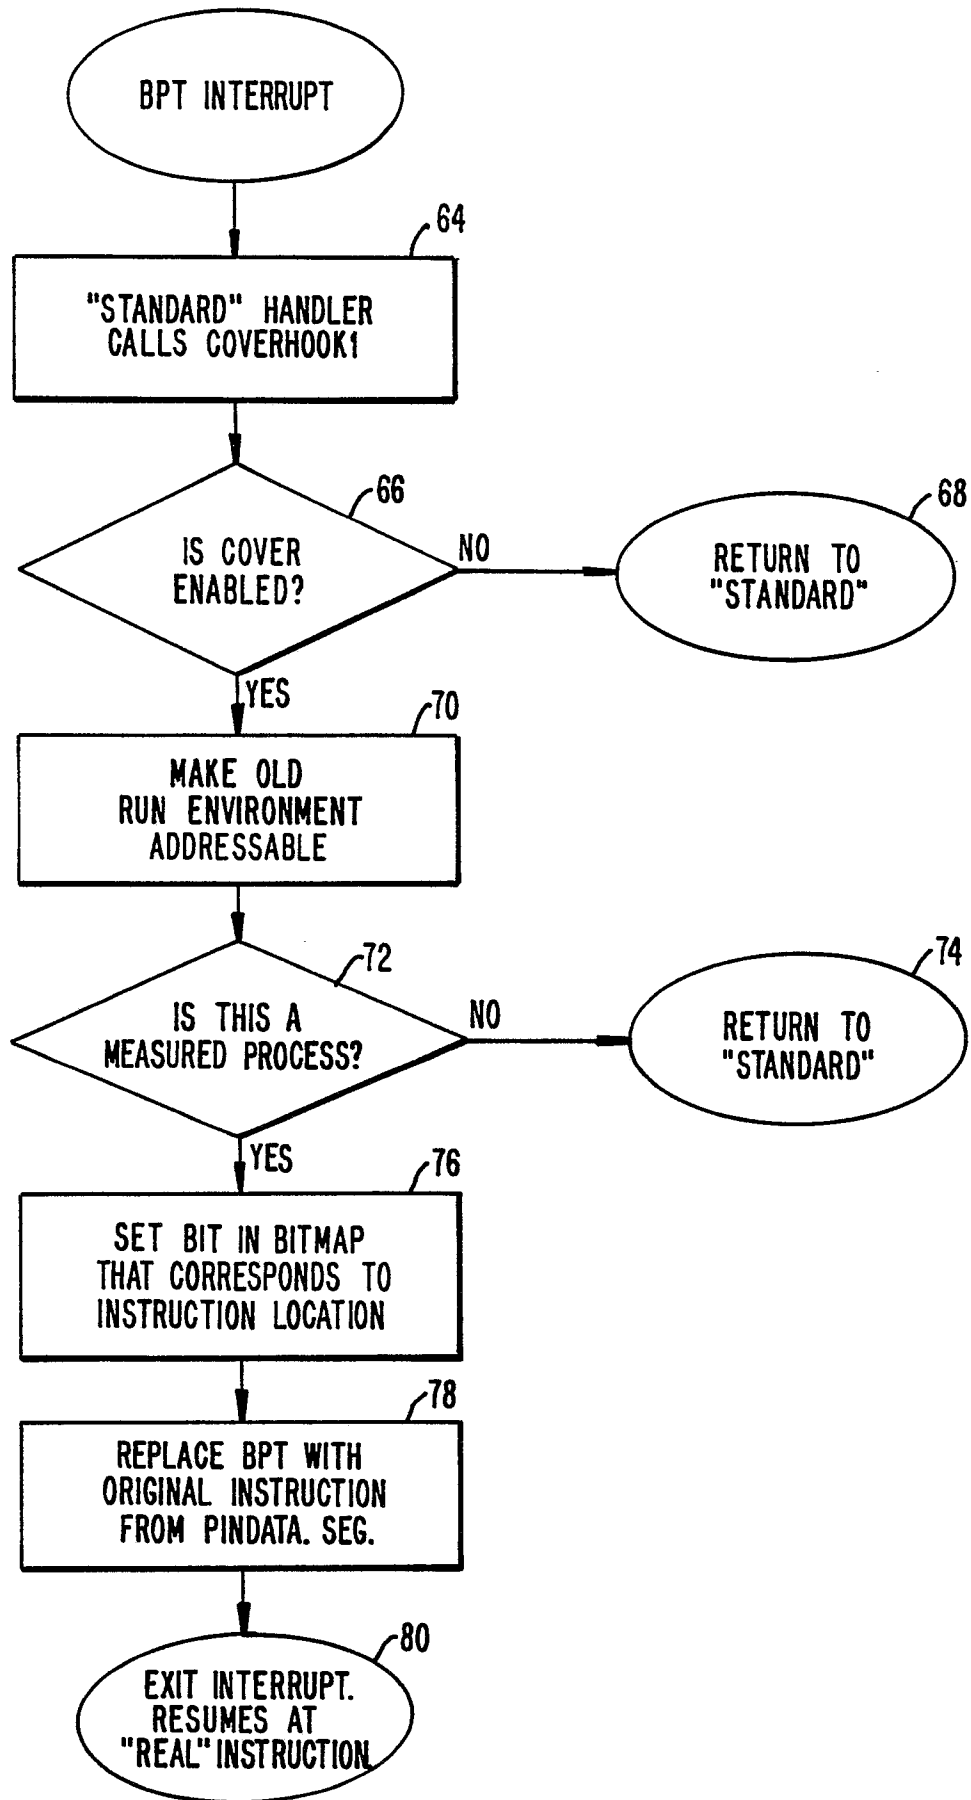 BPT INTERRUPT
64
"STANDARD" HANDLER
CALLS COVERHOOK1
66
IS COVER
ENABLED?
NO
68
RETURN TO
"STANDARD"
YES
70
MAKE OLD
RUN ENVIRONMENT
ADDRESSABLE
72
IS THIS A
MEASURED PROCESS?
NO
74
RETURN TO
"STANDARD"
YES
76
SET BIT IN BITMAP
THAT CORRESPONDS TO
INSTRUCTION LOCATION
78
REPLACE BPT WITH
ORIGINAL INSTRUCTION
FROM PINDATA. SEG.
80
EXIT INTERRUPT.
RESUMES AT
"REAL" INSTRUCTION.